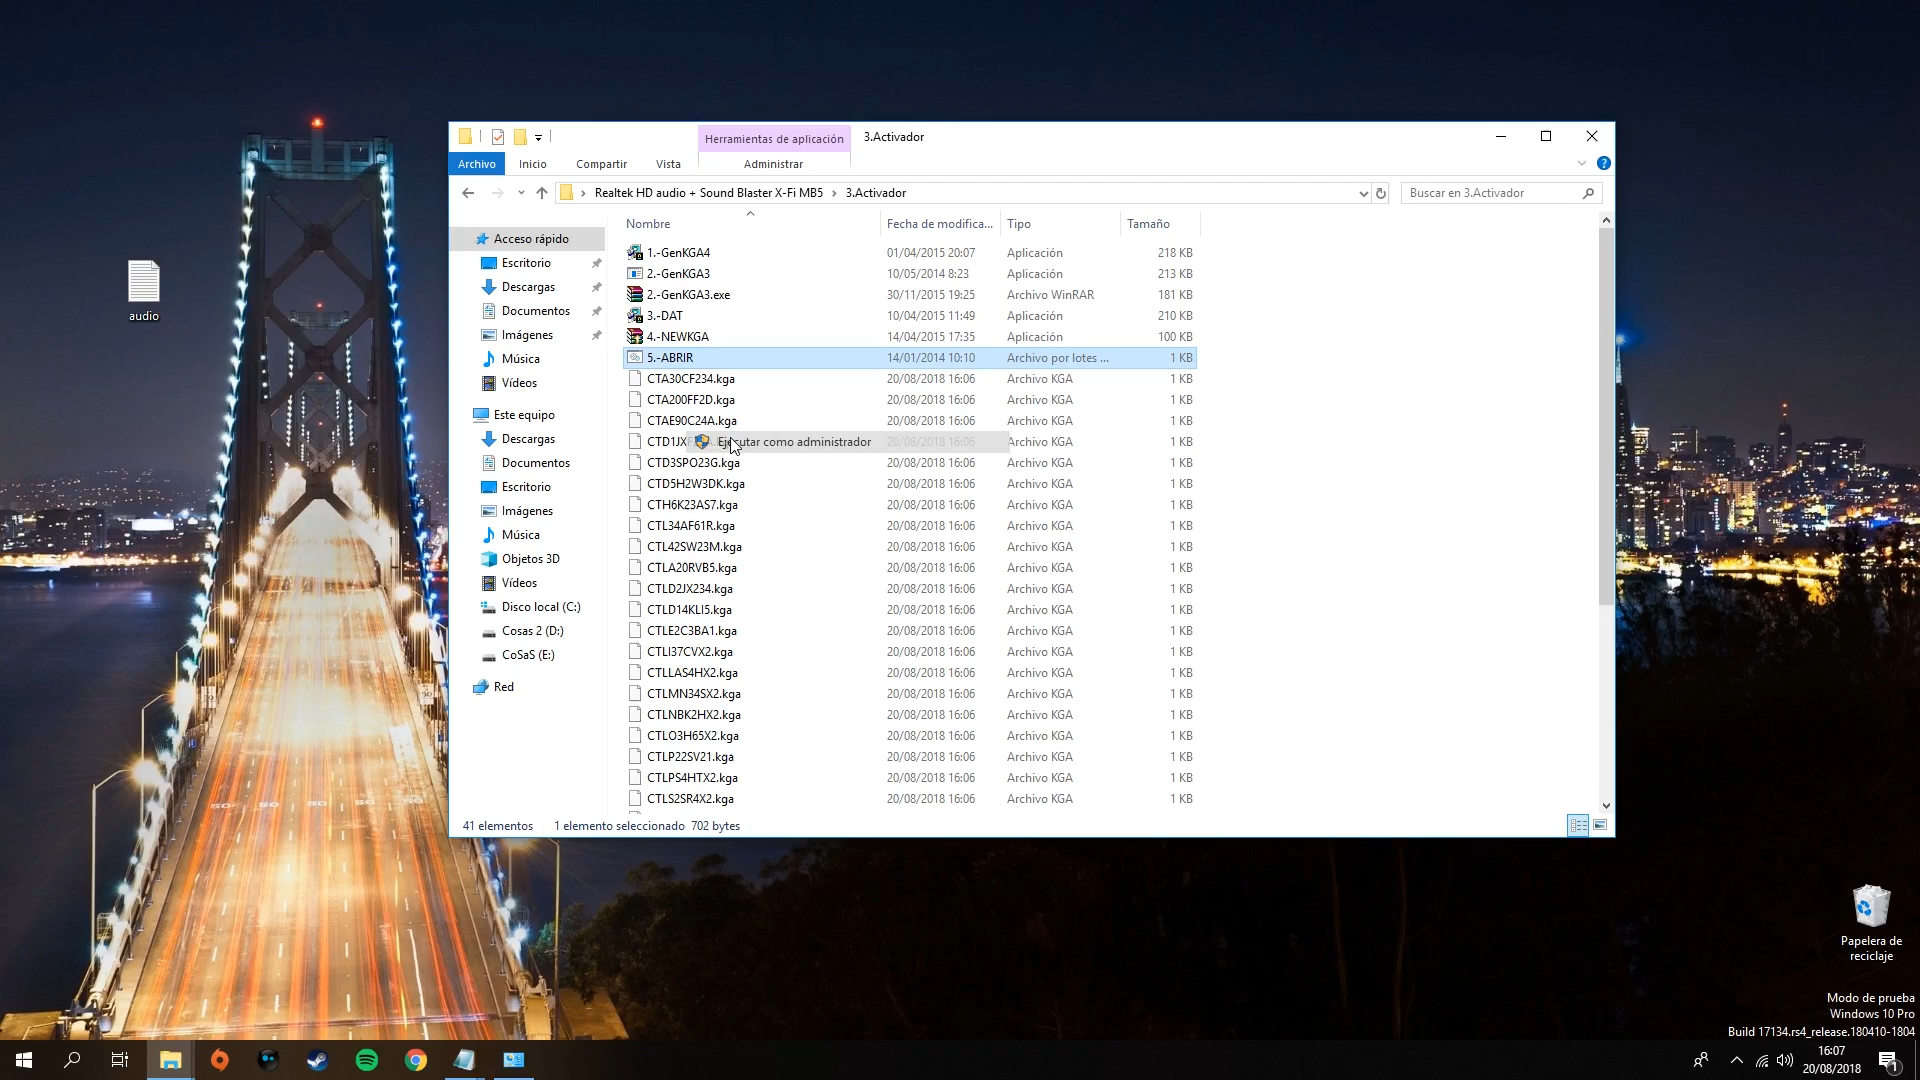 audio
Herramientas de aplicación
3.Activador
Archivo
Inicio
Compartir
Vista
Administrar
Realtek HD audio + Sound Blaster X-Fi MB5
3.Activador
Buscar en 3.Activador
Acceso rápido
Escritorio
Descargas
Documentos
Imágenes
Música
Vídeos
Este equipo
Descargas
Documentos
Escritorio
Imágenes
Música
Objetos 3D
Vídeos
Disco local (C:)
Cosas 2 (D:)
CoSaS (E:)
Red
Nombre Fecha de modifica... Tipo Tamaño
1.-GenKGA4 01/04/2015 20:07 Aplicación 218 KB
2.-GenKGA3 10/05/2014 8:23 Aplicación 213 KB
2.-GenKGA3.exe 30/11/2015 19:25 Archivo WinRAR 181 KB
3.-DAT 10/04/2015 11:49 Aplicación 210 KB
4.-NEWKGA 14/04/2015 17:35 Aplicación 100 KB
5.-ABRIR 14/01/2014 10:10 Archivo por lotes ... 1 KB
CTA30CF234.kga 20/08/2018 16:06 Archivo KGA 1 KB
CTA200FF2D.kga 20/08/2018 16:06 Archivo KGA 1 KB
CTAE90C24A.kga 20/08/2018 16:06 Archivo KGA 1 KB
Ejecutar como administrador 20/08/2018 16:06 Archivo KGA 1 KB
CTD3SPO23G.kga 20/08/2018 16:06 Archivo KGA 1 KB
CTD5H2W3DK.kga 20/08/2018 16:06 Archivo KGA 1 KB
CTH6K23AS7.kga 20/08/2018 16:06 Archivo KGA 1 KB
CTL34AF61R.kga 20/08/2018 16:06 Archivo KGA 1 KB
CTL42SW23M.kga 20/08/2018 16:06 Archivo KGA 1 KB
CTLA20RVB5.kga 20/08/2018 16:06 Archivo KGA 1 KB
CTLD2JX234.kga 20/08/2018 16:06 Archivo KGA 1 KB
CTLD14KLI5.kga 20/08/2018 16:06 Archivo KGA 1 KB
CTLE2C3BA1.kga 20/08/2018 16:06 Archivo KGA 1 KB
CTLI37CVX2.kga 20/08/2018 16:06 Archivo KGA 1 KB
CTLLAS4HX2.kga 20/08/2018 16:06 Archivo KGA 1 KB
CTLMN34SX2.kga 20/08/2018 16:06 Archivo KGA 1 KB
CTLNBK2HX2.kga 20/08/2018 16:06 Archivo KGA 1 KB
CTLO3H65X2.kga 20/08/2018 16:06 Archivo KGA 1 KB
CTLP22SV21.kga 20/08/2018 16:06 Archivo KGA 1 KB
CTLPS4HTX2.kga 20/08/2018 16:06 Archivo KGA 1 KB
CTLS2SR4X2.kga 20/08/2018 16:06 Archivo KGA 1 KB
41 elementos 1 elemento seleccionado 702 bytes
Papelera de
reciclaje
Modo de prueba
Windows 10 Pro
Build 17134.rs4_release.180410-1804
16:07
20/08/2018
1